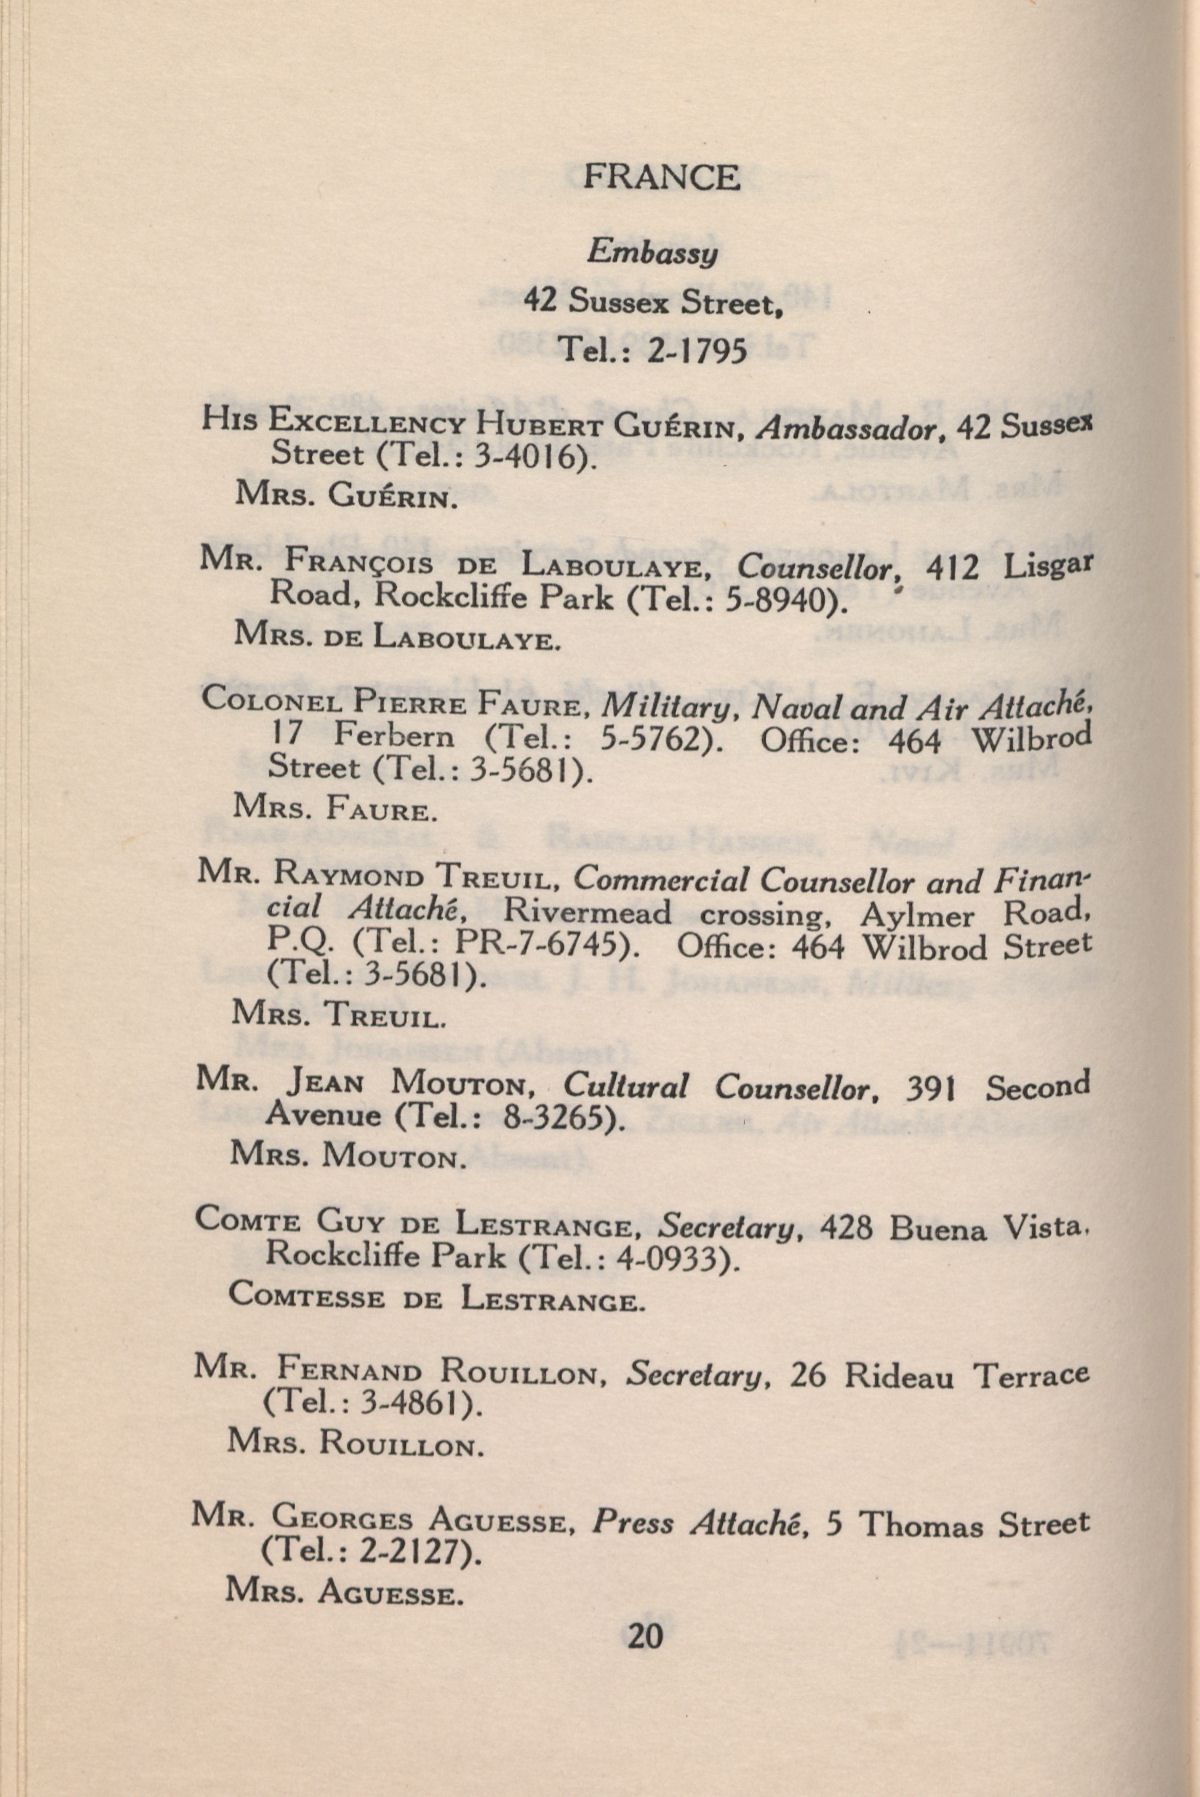 FRANCE
Embassy
42 Sussex Street,
Tel.: 2-1795
His Excellency Hubert Guérin, Ambassador, 42 Sussex
Street (Tel.: 3-4016).
Mrs. Guérin.
Mr. François de Laboulaye, Counsellor, 412 Lisgar
Road, Rockcliffe Park (Tel.: 5-8940).
Mrs. de Laboulaye.
Colonel Pierre Faure, Military, Naval and Air Attaché,
17 Ferbern (Tel.: 5-5762). Office: 464 Wilbrod
Street (Tel.: 3-5681).
Mrs. Faure.
Mr. Raymond Treuil, Commercial Counsellor and Finan-
cial Attaché, Rivermead crossing, Aylmer Road,
P.Q. (Tel.: PR-7-6745). Office: 464 Wilbrod Street
(Tel.: 3-5681).
Mrs. Treuil.
Mr. Jean Mouton, Cultural Counsellor, 391 Second
Avenue (Tel.: 8-3265).
Mrs. Mouton.
Comte Guy de Lestrange, Secretary, 428 Buena Vista,
Rockcliffe Park (Tel.: 4-0933).
Comtesse de Lestrange.
Mr. Fernand Rouillon, Secretary, 26 Rideau Terrace
(Tel.: 3-4861).
Mrs. Rouillon.
Mr. Georges Aguesse, Press Attaché, 5 Thomas Street
(Tel.: 2-2127).
Mrs. Aguesse.
20